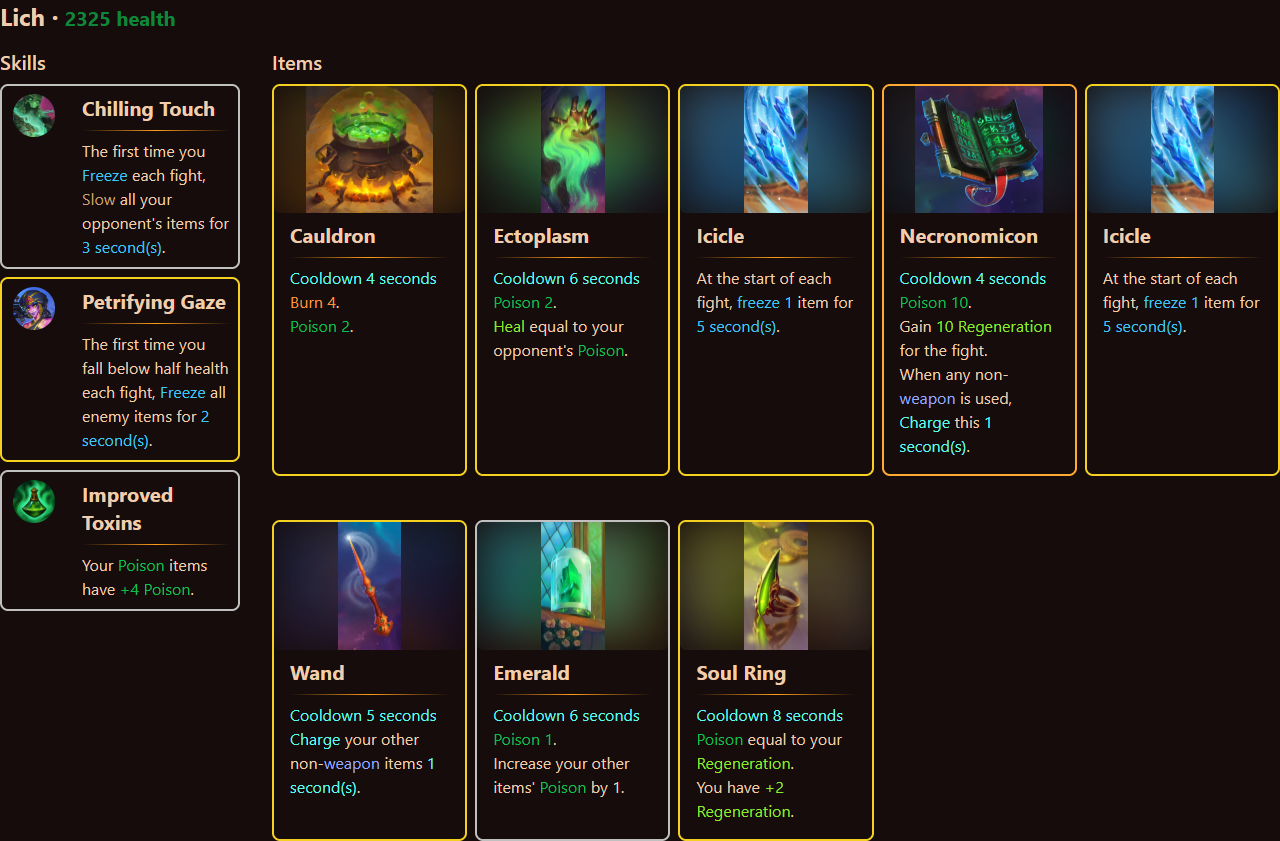 Lich · 2325 health
Skills
Chilling Touch
The first time you
Freeze each fight,
Slow all your
opponent's items for
3 second(s).
Petrifying Gaze
The first time you
fall below half health
each fight, Freeze all
enemy items for 2
second(s).
Improved
Toxins
Your Poison items
have +4 Poison.
Items
Cauldron
Cooldown 4 seconds
Burn 4.
Poison 2.
Ectoplasm
Cooldown 6 seconds
Poison 2.
Heal equal to your
opponent's Poison.
Icicle
At the start of each
fight, freeze 1 item for
5 second(s).
Necronomicon
Cooldown 4 seconds
Poison 10.
Gain 10 Regeneration
for the fight.
When any non-
weapon is used,
Charge this 1
second(s).
Icicle
At the start of each
fight, freeze 1 item for
5 second(s).
Wand
Cooldown 5 seconds
Charge your other
non-weapon items 1
second(s).
Emerald
Cooldown 6 seconds
Poison 1.
Increase your other
items' Poison by 1.
Soul Ring
Cooldown 8 seconds
Poison equal to your
Regeneration.
You have +2
Regeneration.